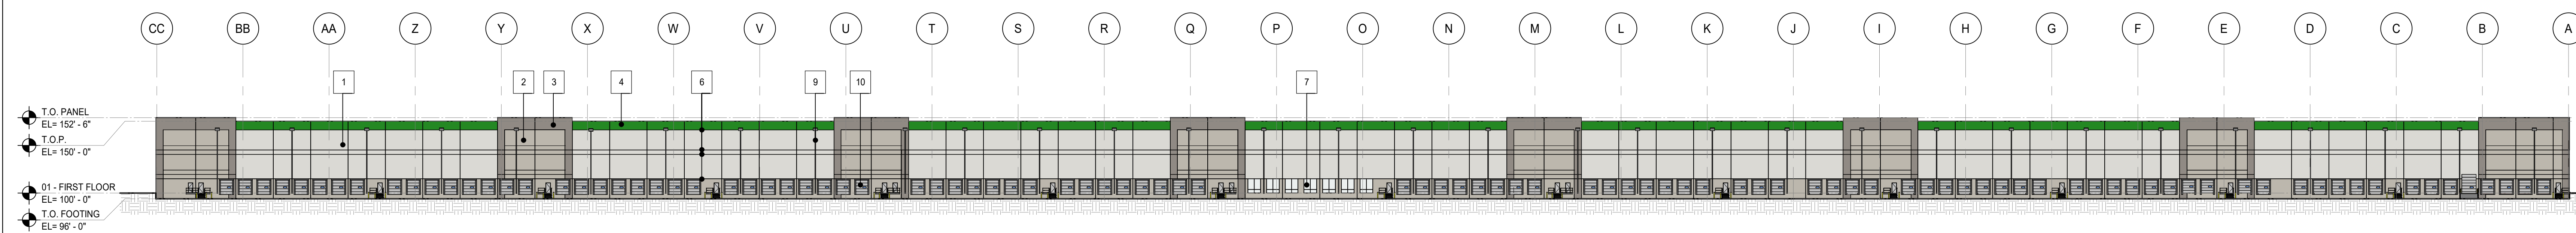 CC BB AA Z Y X W V U T S R Q P O N M L K J I H G F E D C B A
1 2 3 4 6 9 10 7
T.O. PANEL
EL= 152' - 6"
T.O.P.
EL= 150' - 0"
01 - FIRST FLOOR
EL= 100' - 0"
T.O. FOOTING
EL= 96' - 0"